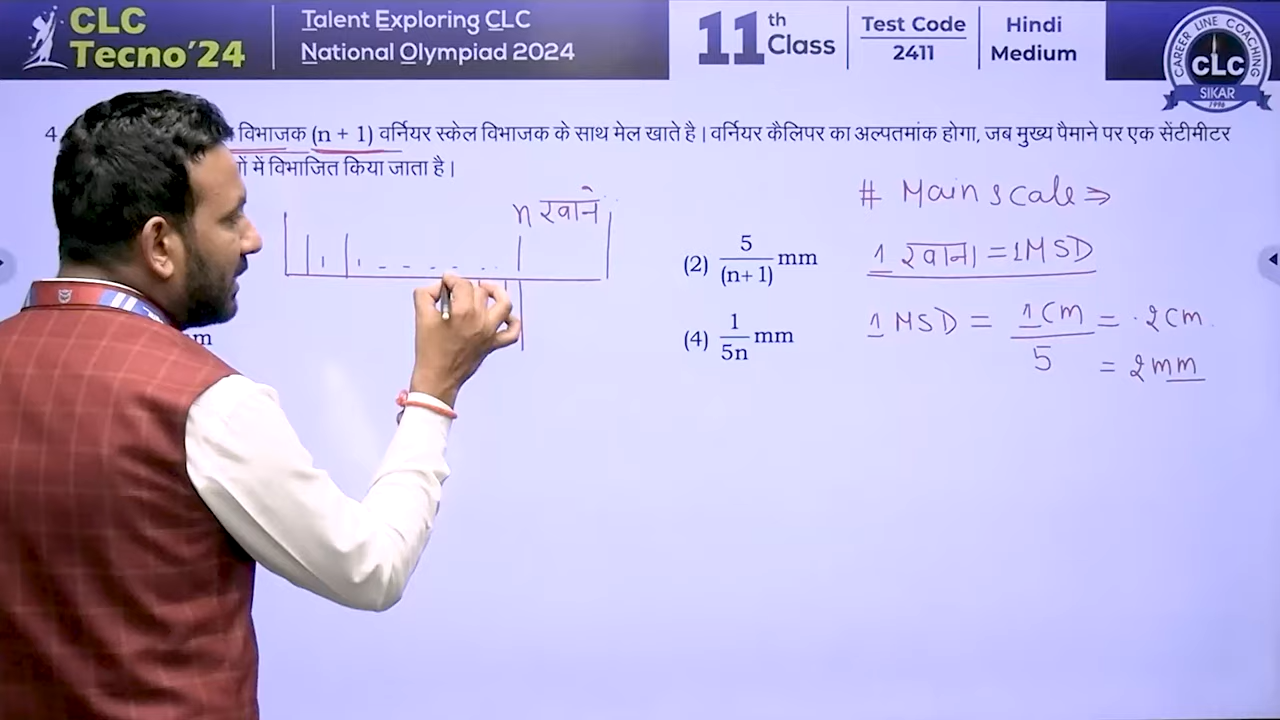 CLC
Tecno'24
Talent Exploring CLC
National Olympiad 2024
11th Class
Test Code
2411
Hindi
Medium
CAREER LINE COACHING
CLC
SIKAR
1996
4
विभाजक (n + 1) वर्नियर स्केल विभाजक के साथ मेल खाते है। वर्नियर कैलिपर का अल्पतमांक होगा, जब मुख्य पैमाने पर एक सेंटीमीटर
में विभाजित किया जाता है।
n खाने
(2) 5/(n+1) mm
(4) 1/5n mm
m
# Main scale ⇒
1 खाना = 1MSD
1 MSD = 1cm/5 = .2cm
= 2mm